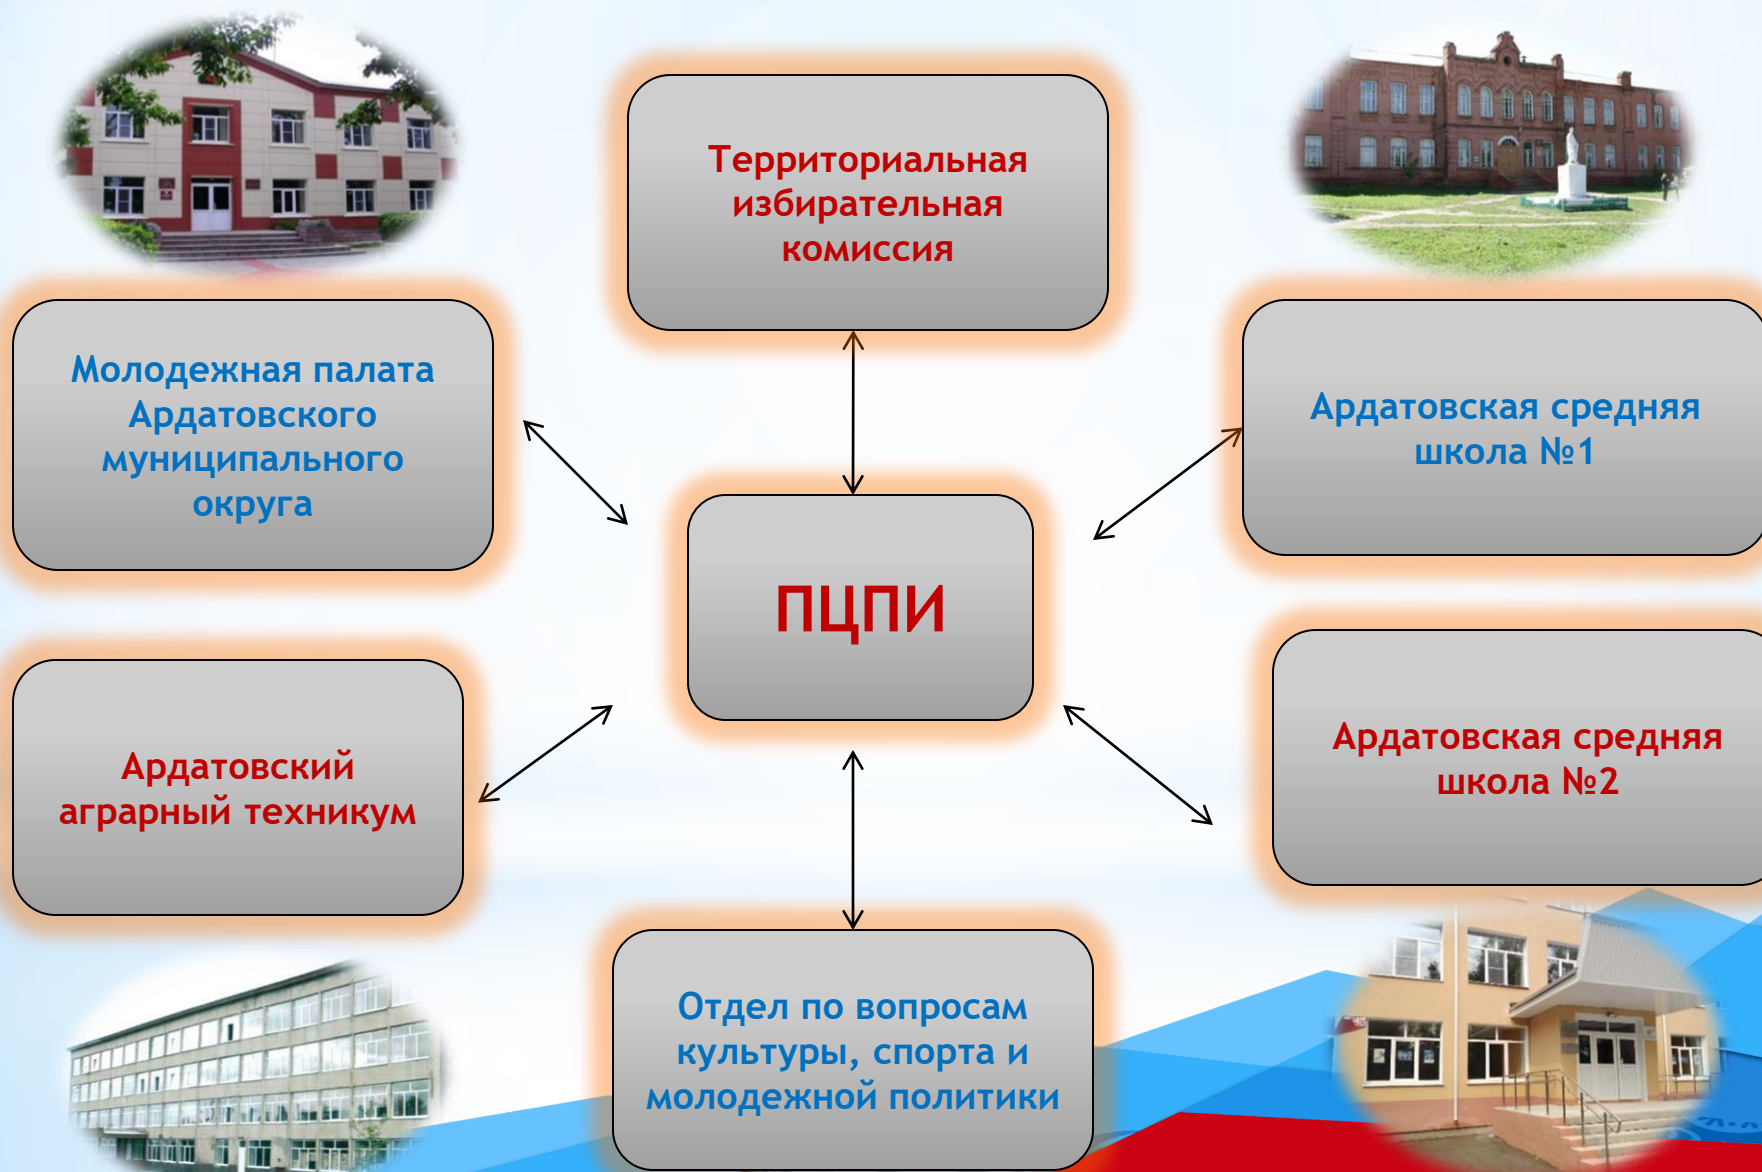 Территориальная
избирательная
комиссия
Молодежная палата
Ардатовского
муниципального
округа
Ардатовская средняя
школа №1
ПЦПИ
Ардатовский
аграрный техникум
Ардатовская средняя
школа №2
Отдел по вопросам
культуры, спорта и
молодежной политики